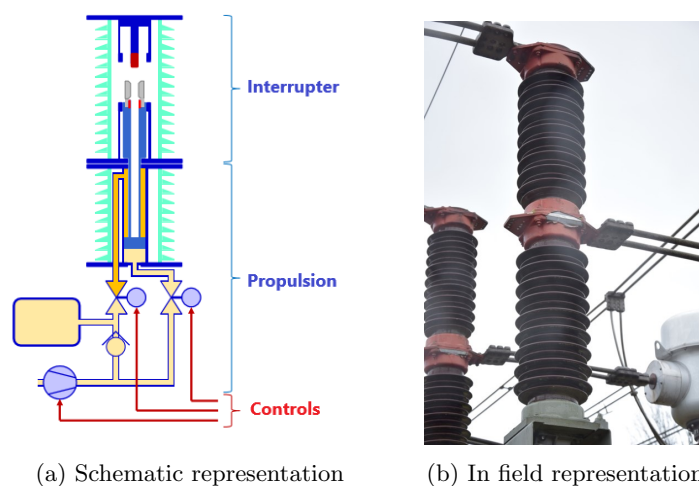 Interrupter
Propulsion
Controls
(a) Schematic representation
(b) In field representation